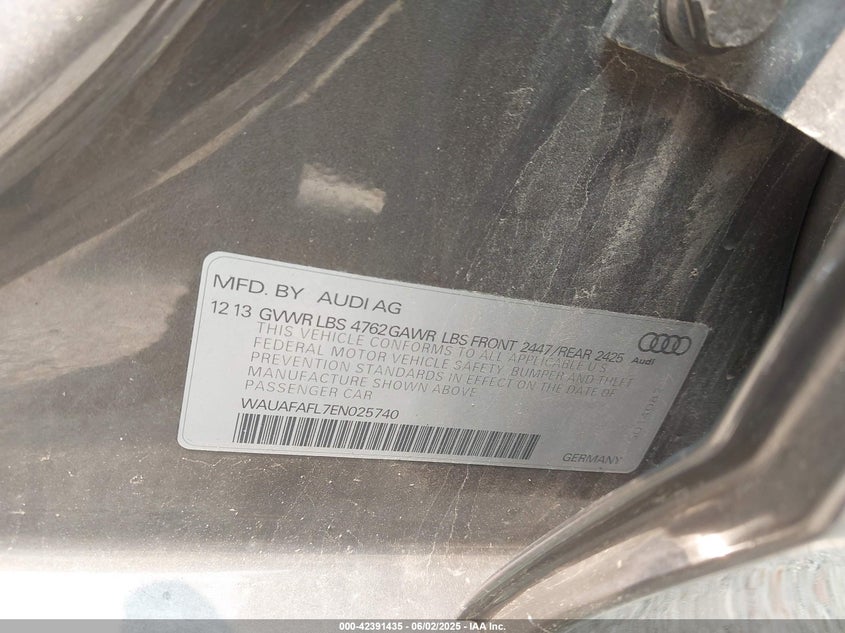 MFD. BY AUDI AG
12 13 GVWR LBS 4762 GAWR LBS FRONT 2447/REAR 2425
THIS VEHICLE CONFORMS TO ALL APPLICABLE U'S
FEDERAL MOTOR VEHICLE SAFETY, BUMPER AND THEFT
PREVENTION STANDARDS IN EFFECT ON THE DATE OF
MANUFACTURE SHOWN ABOVE
PASSENGER CAR
WAUAFAFL7EN025740
Audi
GERMANY
000-42391435 - 06/02/2025 - IAA Inc.